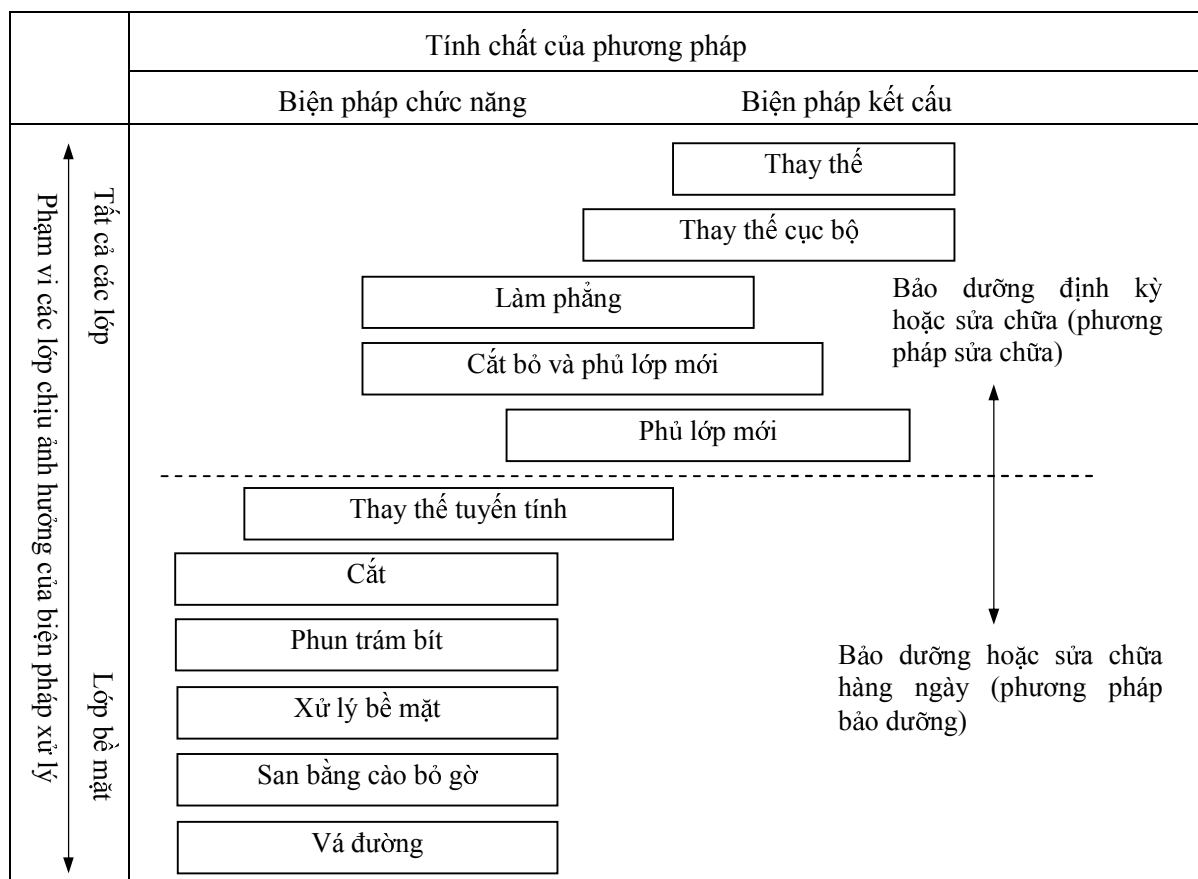 Tính chất của phương pháp
Biện pháp chức năng
Biện pháp kết cấu
Phạm vi các lớp chịu ảnh hưởng của biện pháp xử lý
Tất cả các lớp
Lớp bề mặt
Thay thế
Thay thế cục bộ
Làm phẳng
Cắt bỏ và phủ lớp mới
Phủ lớp mới
Bảo dưỡng định kỳ
hoặc sửa chữa (phương
pháp sửa chữa)
Thay thế tuyến tính
Cắt
Phun trám bít
Xử lý bề mặt
San bằng cào bỏ gờ
Vá đường
Bảo dưỡng hoặc sửa chữa
hàng ngày (phương pháp
bảo dưỡng)